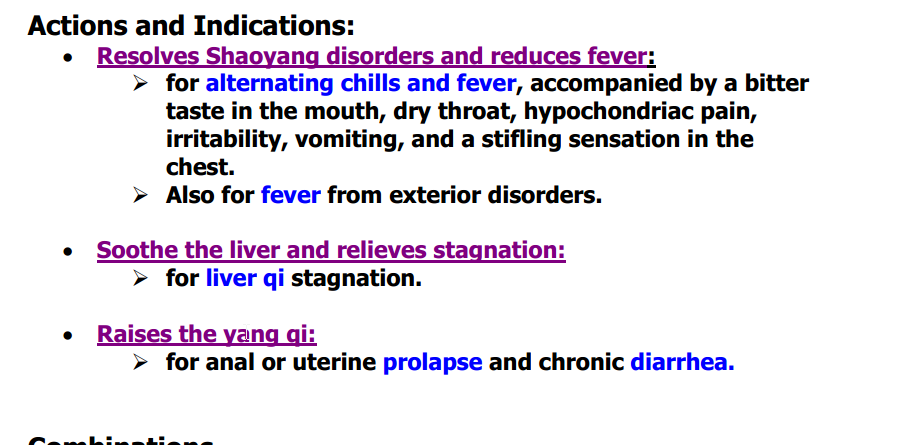 Actions and Indications:
• Resolves Shaoyang disorders and reduces fever:
➢ for alternating chills and fever, accompanied by a bitter
taste in the mouth, dry throat, hypochondriac pain,
irritability, vomiting, and a stifling sensation in the
chest.
➢ Also for fever from exterior disorders.
• Soothe the liver and relieves stagnation:
➢ for liver qi stagnation.
• Raises the yang qi:
➢ for anal or uterine prolapse and chronic diarrhea.